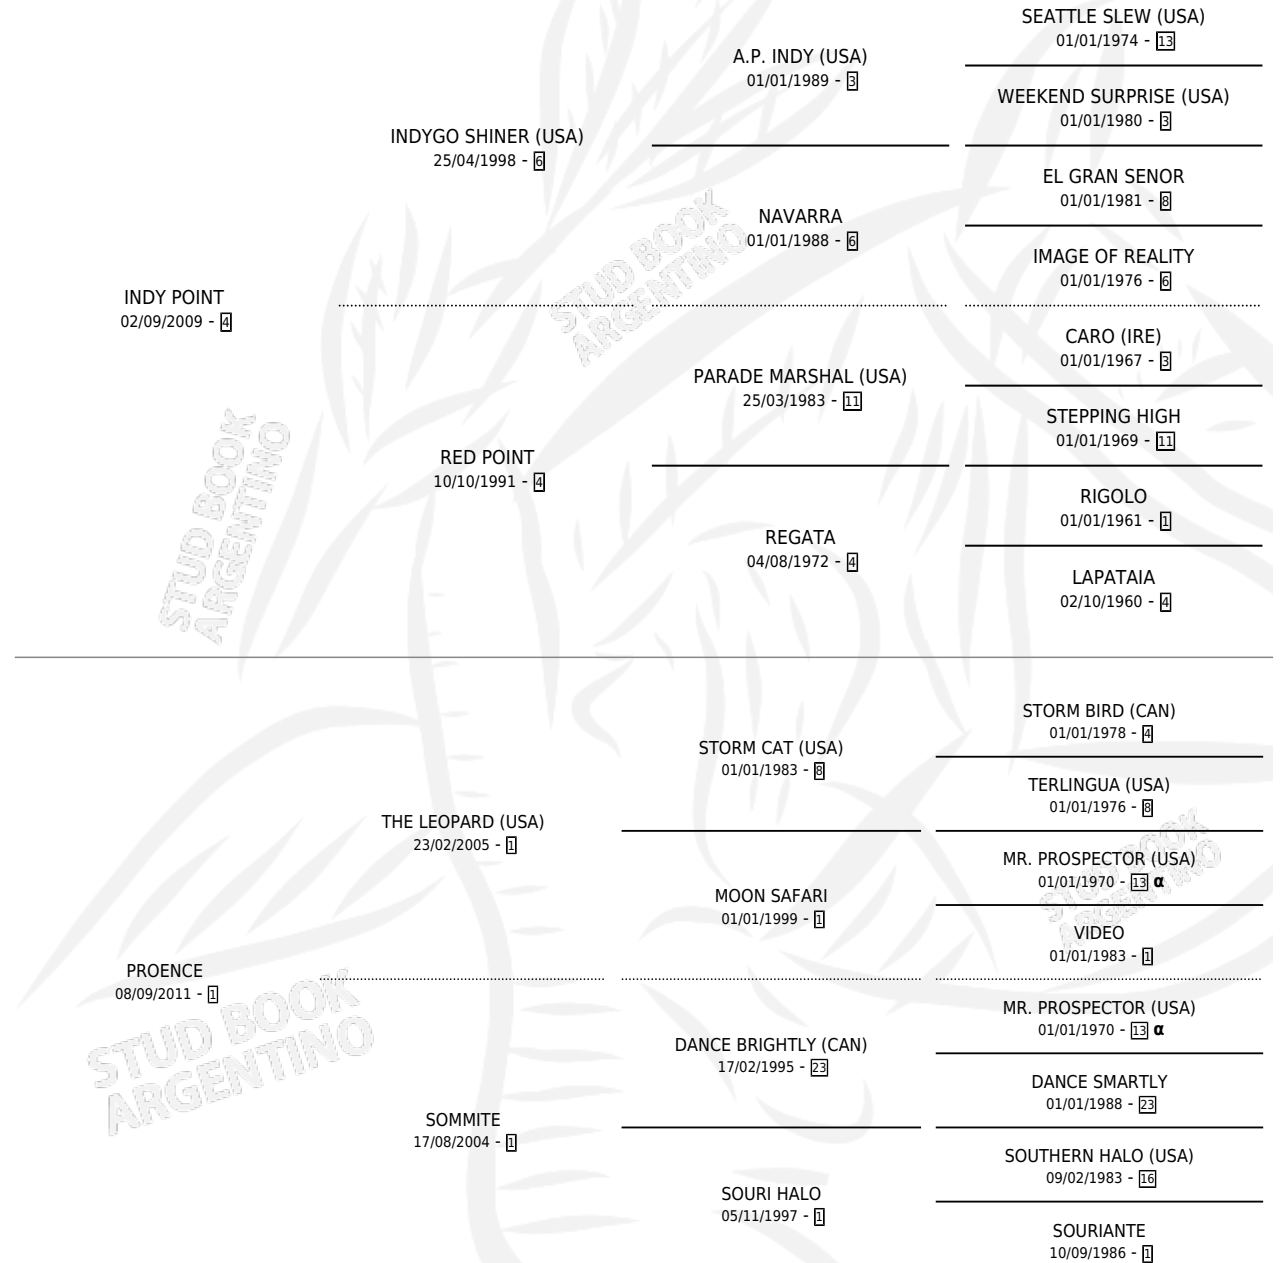 SEATTLE SLEW (USA)
01/01/1974 - 13
A.P. INDY (USA)
01/01/1989 - 3
WEEKEND SURPRISE (USA)
01/01/1980 - 3
INDYGO SHINER (USA)
25/04/1998 - 6
EL GRAN SENOR
01/01/1981 - 8
NAVARRA
01/01/1988 - 6
IMAGE OF REALITY
01/01/1976 - 6
INDY POINT
02/09/2009 - 4
CARO (IRE)
01/01/1967 - 3
PARADE MARSHAL (USA)
25/03/1983 - 11
STEPPING HIGH
01/01/1969 - 11
RED POINT
10/10/1991 - 4
RIGOLO
01/01/1961 - 1
REGATA
04/08/1972 - 4
LAPATAIA
02/10/1960 - 4
STORM BIRD (CAN)
01/01/1978 - 4
STORM CAT (USA)
01/01/1983 - 8
TERLINGUA (USA)
01/01/1976 - 8
THE LEOPARD (USA)
23/02/2005 - 1
MR. PROSPECTOR (USA)
01/01/1970 - 13 α
MOON SAFARI
01/01/1999 - 1
VIDEO
01/01/1983 - 1
PROENCE
08/09/2011 - 1
MR. PROSPECTOR (USA)
01/01/1970 - 13 α
DANCE BRIGHTLY (CAN)
17/02/1995 - 23
DANCE SMARTLY
01/01/1988 - 23
SOMMITE
17/08/2004 - 1
SOUTHERN HALO (USA)
09/02/1983 - 16
SOURI HALO
05/11/1997 - 1
SOURIANTE
10/09/1986 - 1
STUD BOOK
ARGENTINO
STUD BOOK
ARGENTINO
STUD BOOK
ARGENTINO
STUD BOOK
ARGENTINO